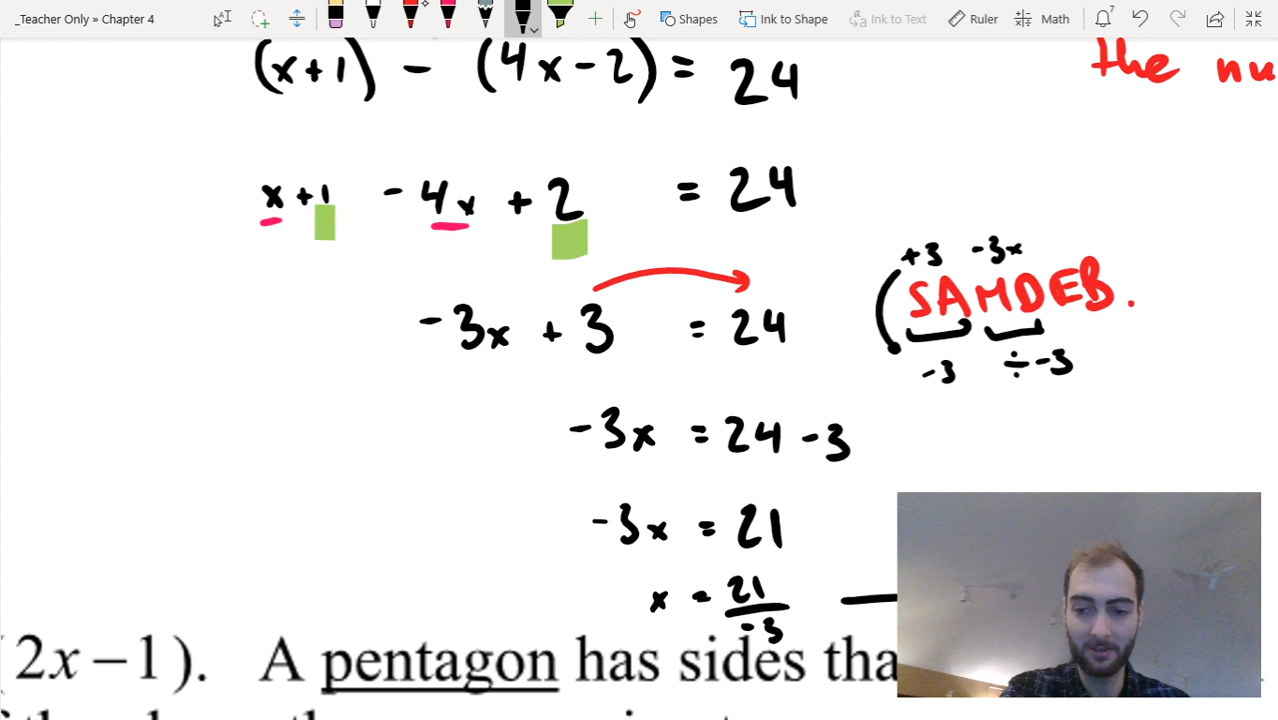 _Teacher Only » Chapter 4
Shapes Ink to Shape Ink to Text Ruler Math 7
(x+1) - (4x-2) = 24
the nu
x+1 -4x +2 = 24
+3 -3x
SAMDEB.
-3 ÷-3
-3x + 3 = 24
-3x = 24 -3
-3x = 21
x = 21/-3
2x −1). A pentagon has sides tha